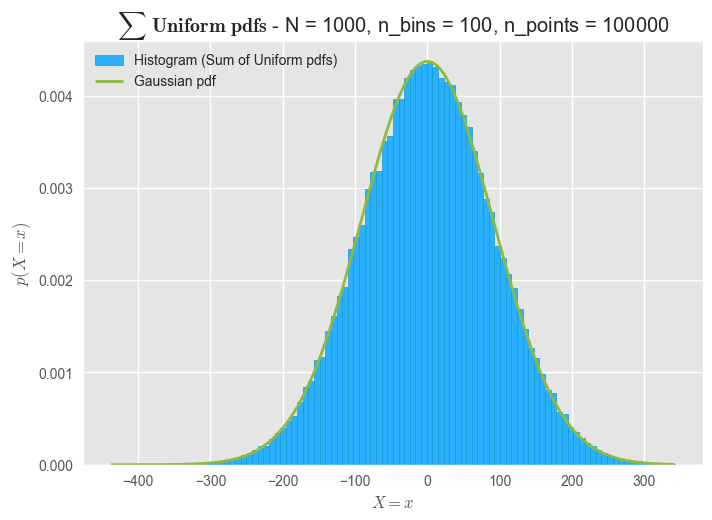 ∑ Uniform pdfs - N = 1000, n_bins = 100, n_points = 100000
Histogram (Sum of Uniform pdfs)
Gaussian pdf
0.004
0.003
0.002
0.001
0.000
p(X = x)
−400 −300 −200 −100 0 100 200 300
X = x